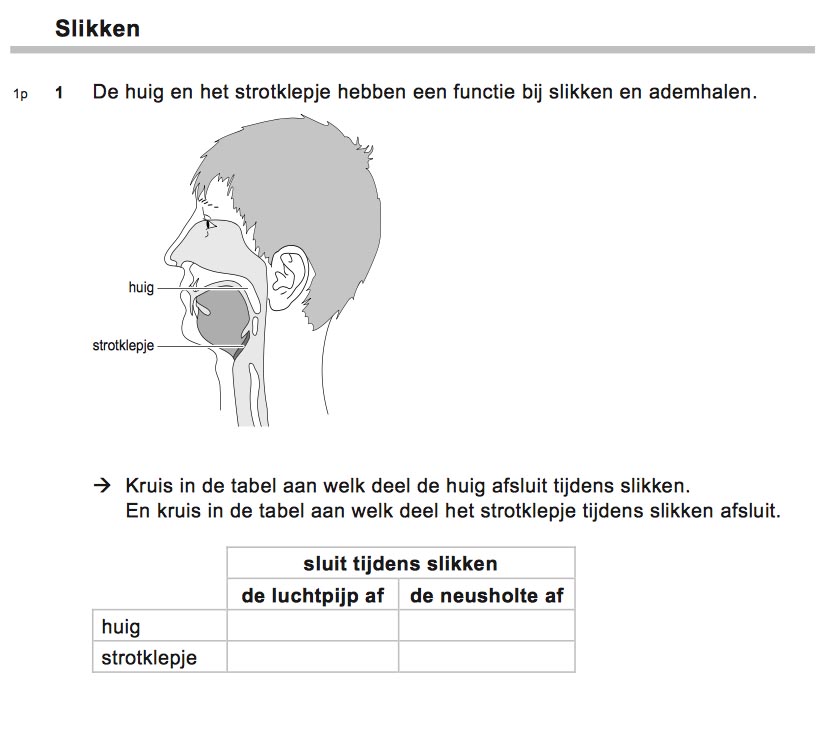 Slikken
1p 1 De huig en het strotklepje hebben een functie bij slikken en ademhalen.
huig
strotklepje
→ Kruis in de tabel aan welk deel de huig afsluit tijdens slikken.
En kruis in de tabel aan welk deel het strotklepje tijdens slikken afsluit.
sluit tijdens slikken
de luchtpijp af de neusholte af
huig
strotklepje